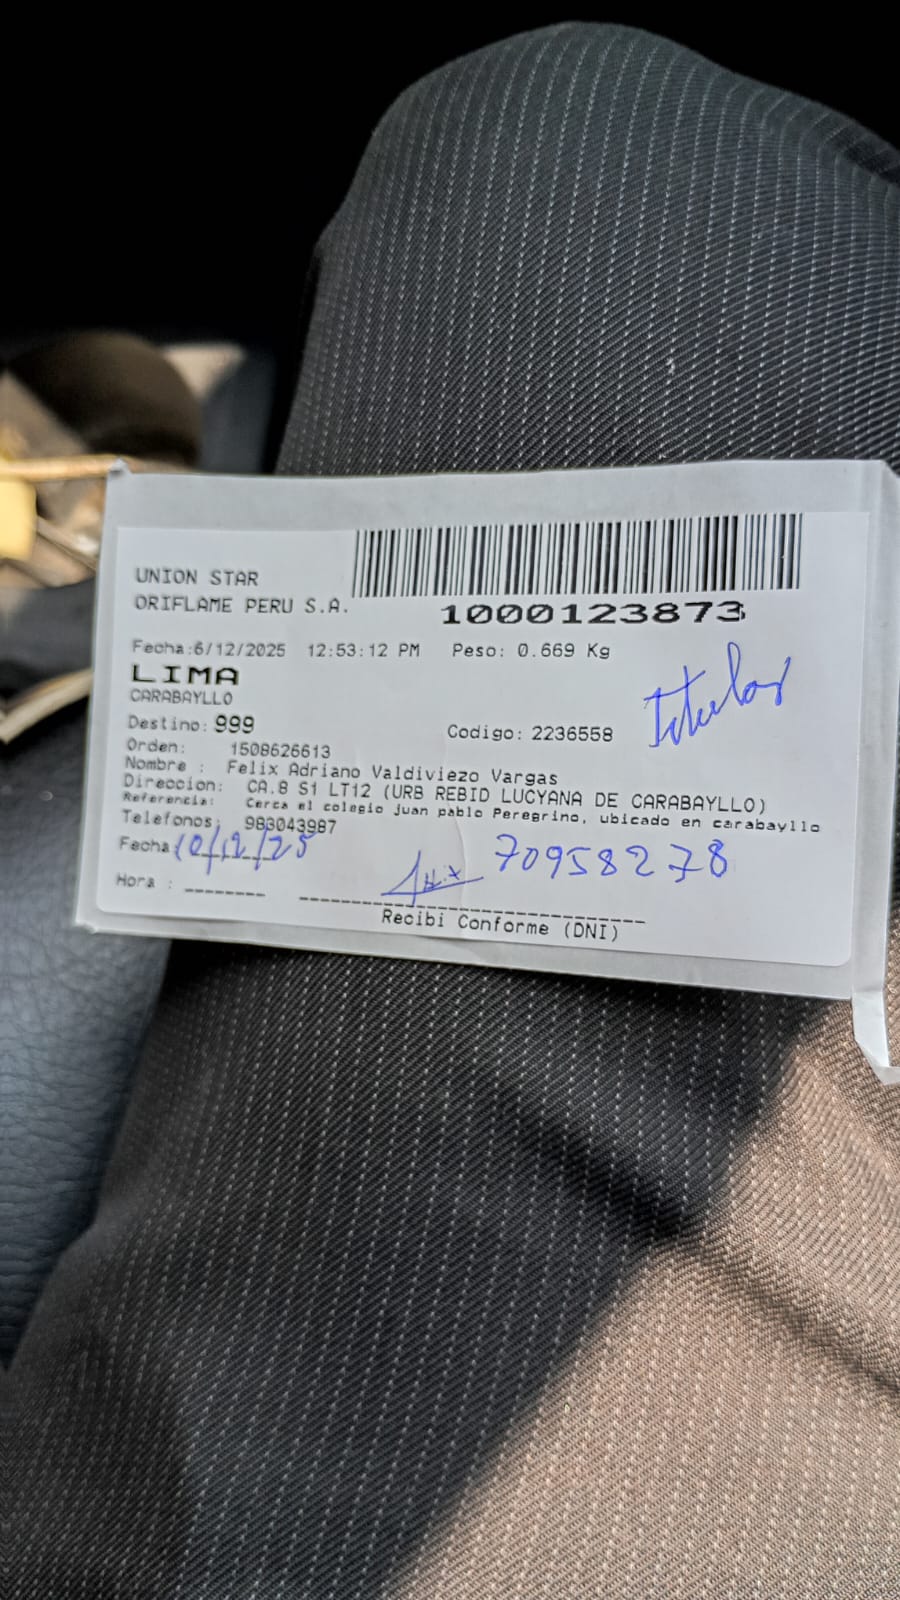 UNION STAR
ORIFLAME PERU S.A.
1000123873
Fecha:6/12/2025 12:53:12 PM Peso: 0.669 Kg
LIMA
CARABAYLLO
Titular
Destino: 999
Codigo: 2236558
Orden: 1508626613
Nombre : Felix Adriano Valdiviezo Vargas
Direccion: CA.8 S1 LT12 (URB REBID LUCYANA DE CARABAYLLO)
Referencia: Cerca el colegio juan pablo Peregrino, ubicado en carabayllo
Telefonos: 983043987
Fecha 10/12/25
70958278
Hora :
Recibi Conforme (DNI)